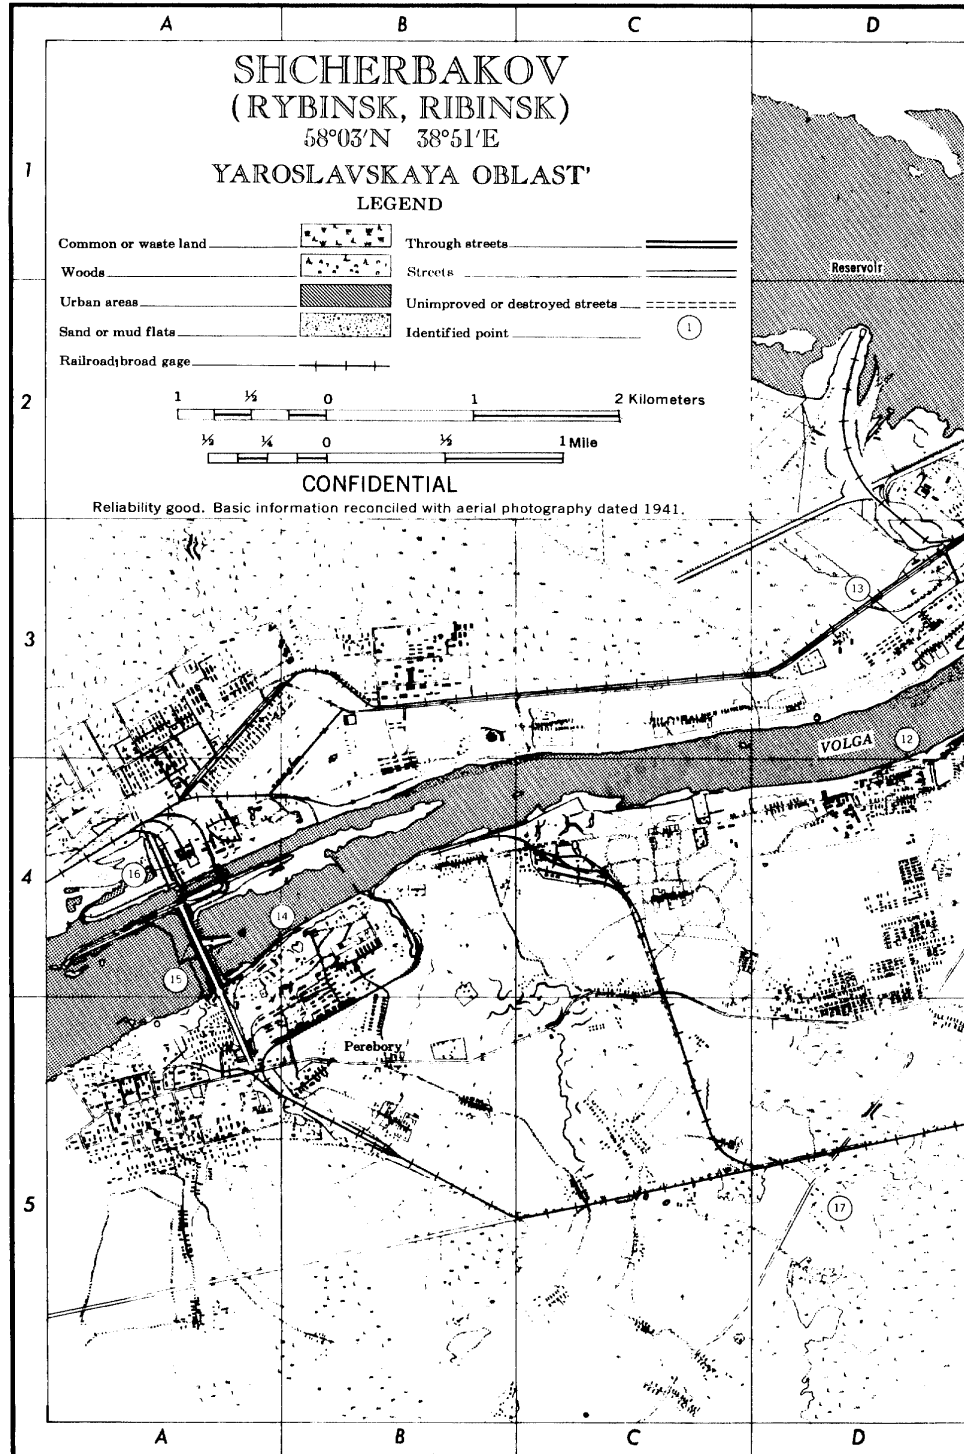 A B C D
SHCHERBAKOV
(RYBINSK, RIBINSK)
58°03'N 38°51'E
1
YAROSLAVSKAYA OBLAST'
LEGEND
Common or waste land
Through streets
Woods
Streets
Reservoir
Urban areas
Unimproved or destroyed streets
Sand or mud flats
Identified point
1
Railroad, broad gage
2
1 ½ 0 1 2 Kilometers
½ ¼ 0 ½ 1 Mile
CONFIDENTIAL
Reliability good. Basic information reconciled with aerial photography dated 1941.
13
3
VOLGA
12
4
16
14
15
Perebory
5
17
A B C D